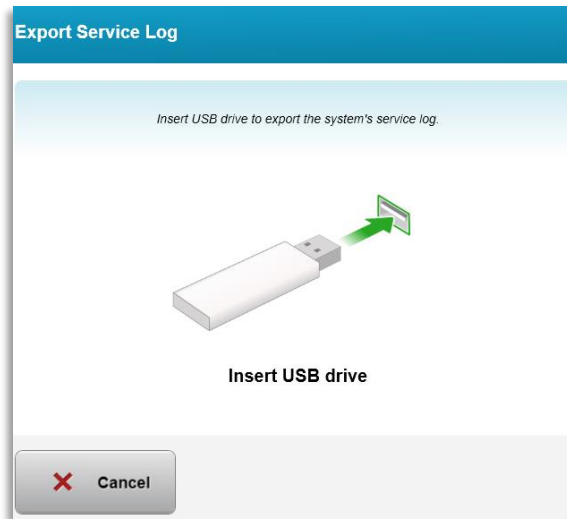 Export Service Log
Insert USB drive to export the system's service log.
Insert USB drive
Cancel